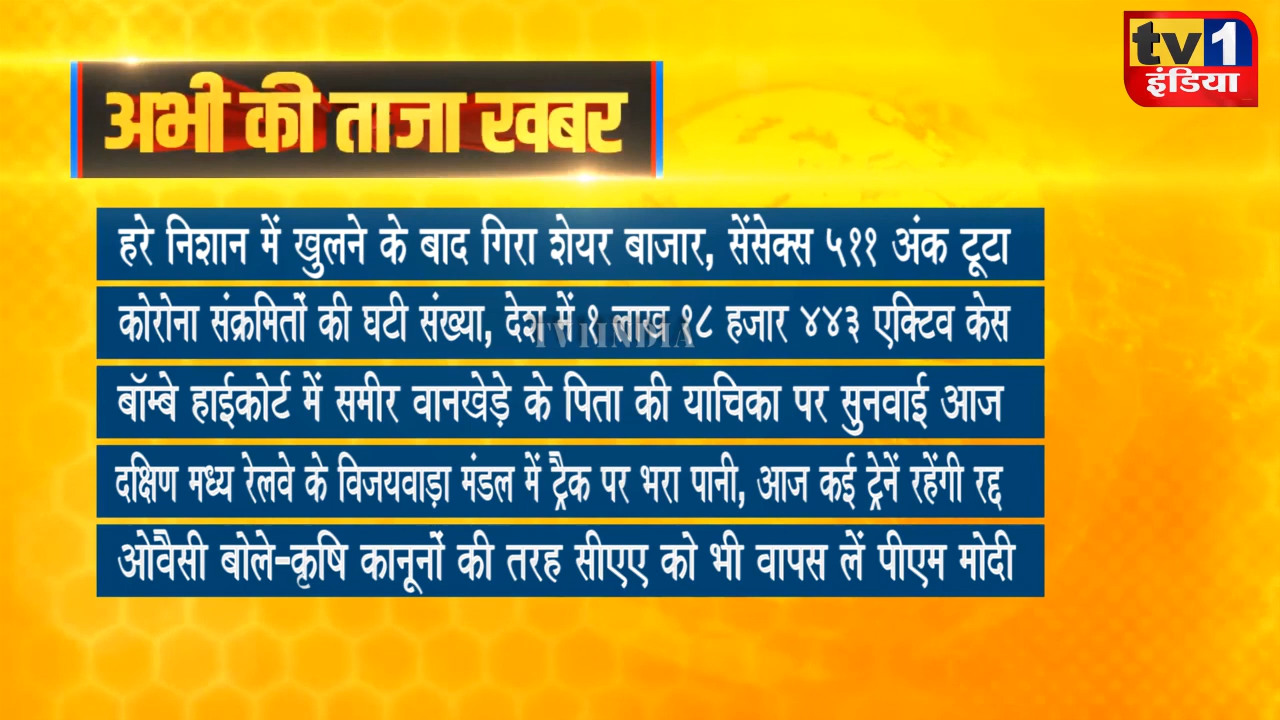 tv1
इंडिया
अभी की ताजा खबर
हरे निशान में खुलने के बाद गिरा शेयर बाजार, सेंसेक्स ५११ अंक टूटा
कोरोना संक्रमितों की घटी संख्या, देश में १ लाख १८ हजार ४४३ एक्टिव केस
TV1INDIA
बॉम्बे हाईकोर्ट में समीर वानखेड़े के पिता की याचिका पर सुनवाई आज
दक्षिण मध्य रेलवे के विजयवाड़ा मंडल में ट्रैक पर भरा पानी, आज कई ट्रेनें रहेंगी रद्द
ओवैसी बोले-कृषि कानूनों की तरह सीएए को भी वापस लें पीएम मोदी